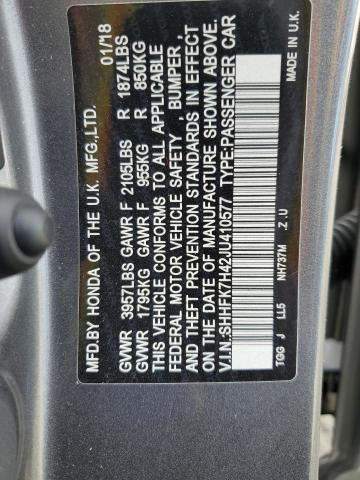 MFD.BY HONDA OF THE U.K. MFG.,LTD. 01/18
GVWR 3957LBS GAWR F 2105LBS R 1874LBS
GVWR 1795KG GAWR F 955KG R 850KG
THIS VEHICLE CONFORMS TO ALL APPLICABLE
FEDERAL MOTOR VEHICLE SAFETY, BUMPER,
THEFT PREVENTION STANDARDS IN EFFECT
ON THE DATE OF MANUFACTURE SHOWN ABOVE.
V.I.N.:SHHFK7H42JU410577 TYPE:PASSENGER CAR
TGG J LL5 NH737M .Z .U
MADE IN U.K.